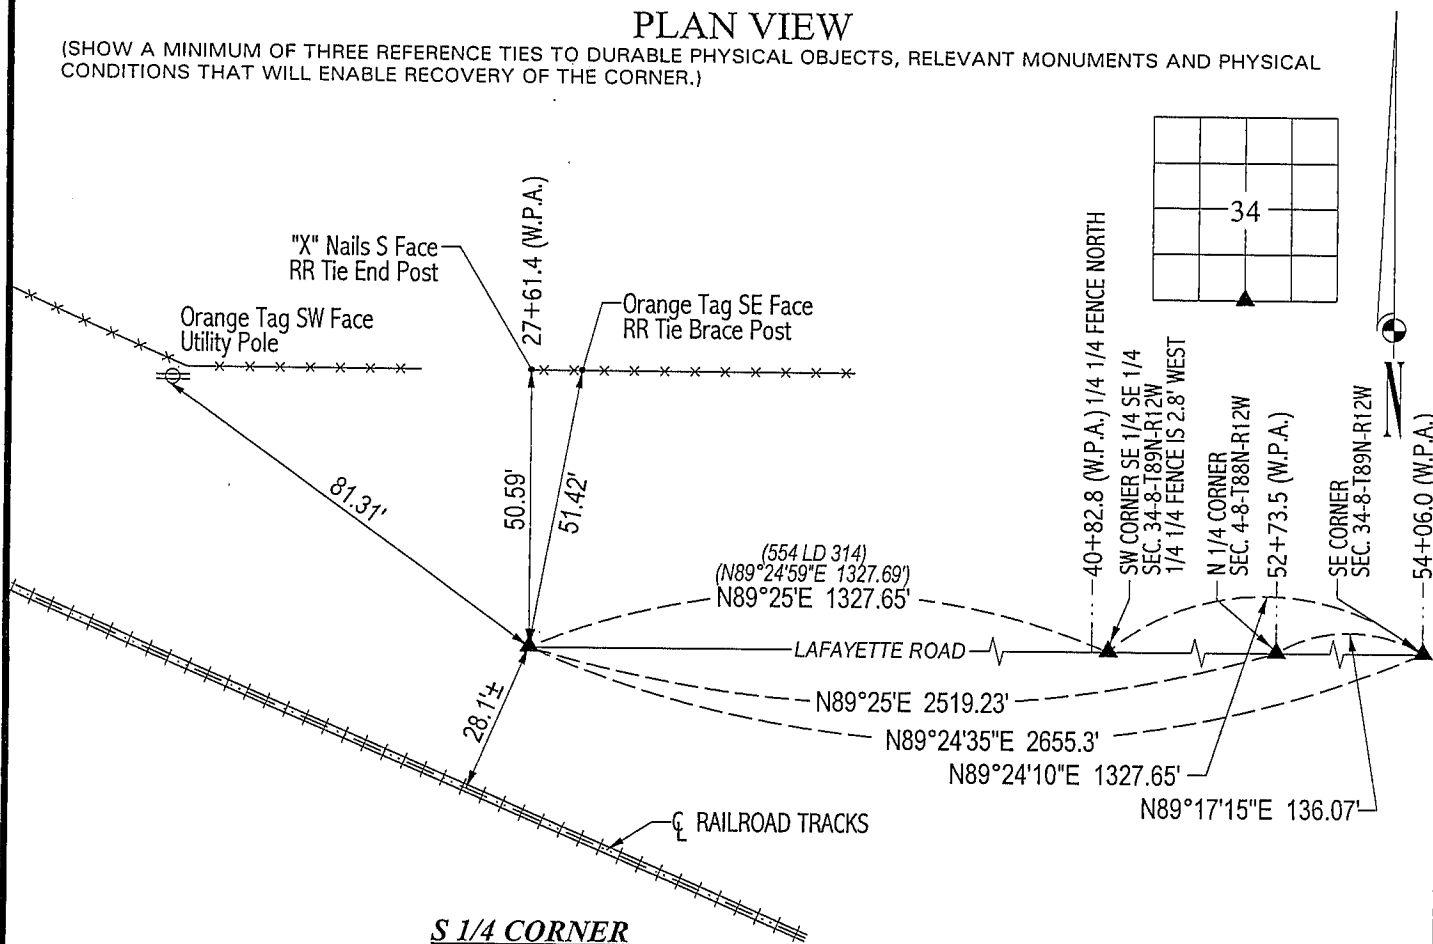 PLAN VIEW
(SHOW A MINIMUM OF THREE REFERENCE TIES TO DURABLE PHYSICAL OBJECTS, RELEVANT MONUMENTS AND PHYSICAL
CONDITIONS THAT WILL ENABLE RECOVERY OF THE CORNER.)
34
"X" Nails S Face
RR Tie End Post
27+61.4 (W.P.A.)
Orange Tag SW Face
Utility Pole
Orange Tag SE Face
RR Tie Brace Post
N
81.31'
50.59'
51.42'
40+82.8 (W.P.A.) 1/4 1/4 FENCE NORTH
SW CORNER SE 1/4 SE 1/4
SEC. 34-8-T89N-R12W
1/4 1/4 FENCE IS 2.8' WEST
N 1/4 CORNER
SEC. 4-8-T88N-R12W
52+73.5 (W.P.A.)
SE CORNER
SEC. 34-8-T89N-R12W
54+06.0 (W.P.A.)
(554 LD 314)
(N89°24'59"E 1327.69')
N89°25'E 1327.65'
LAFAYETTE ROAD
28.1'±
N89°25'E 2519.23'
N89°24'35"E 2655.3'
N89°24'10"E 1327.65'
N89°17'15"E 136.07'
℄ RAILROAD TRACKS
S 1/4 CORNER